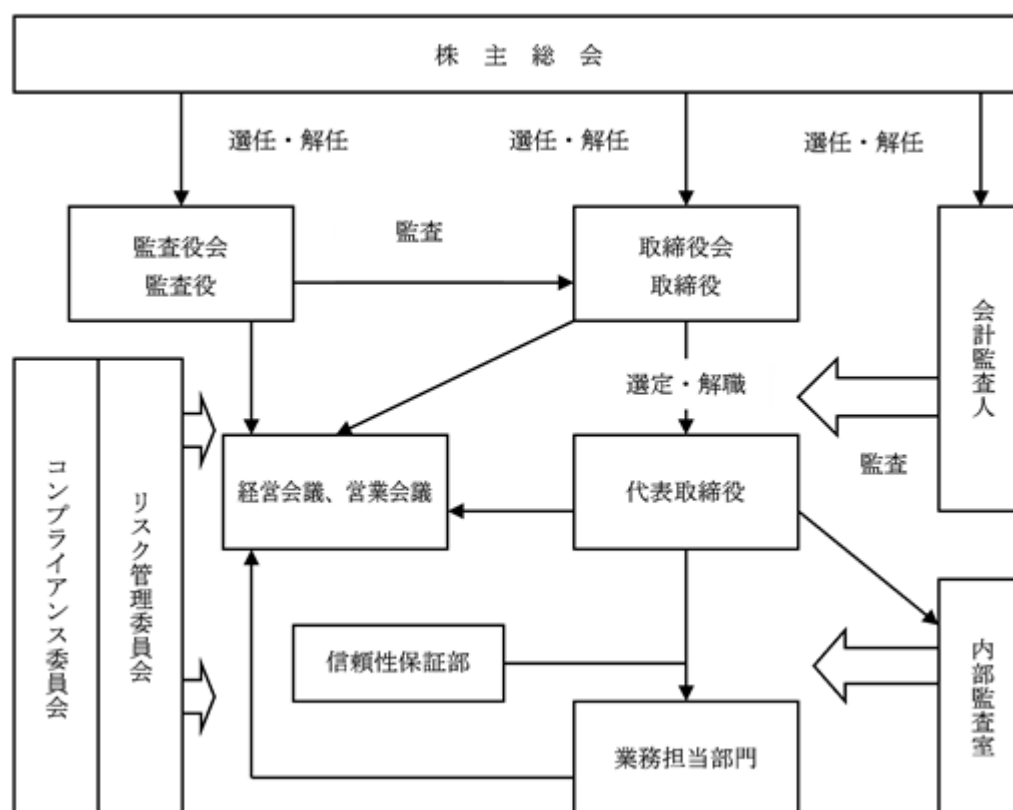 株主総会
選任・解任
選任・解任
選任・解任
監査役会
監査役
監査
取締役会
取締役
会計監査人
選定・解職
監査
コンプライアンス委員会
リスク管理委員会
経営会議、営業会議
代表取締役
信頼性保証部
内部監査室
業務担当部門